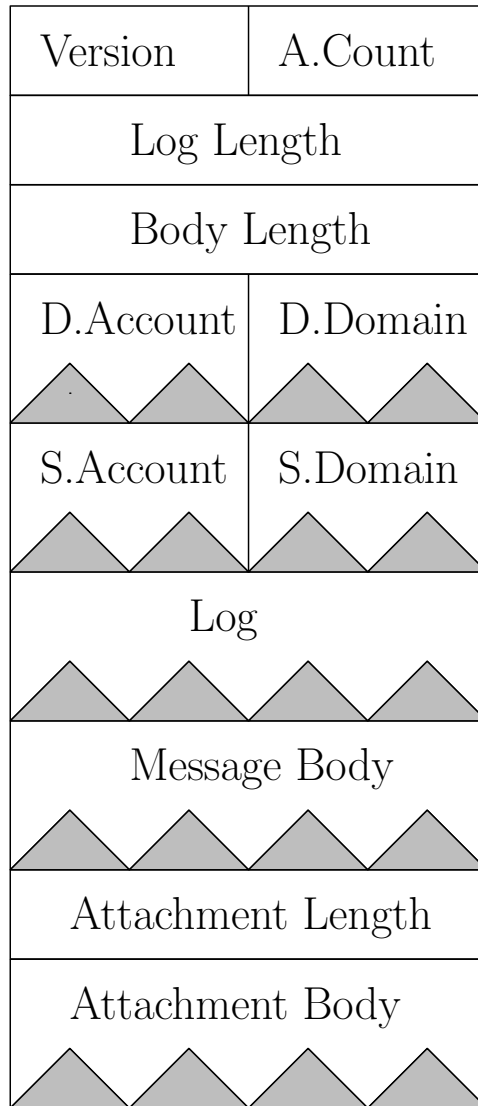 Version A.Count
Log Length
Body Length
D.Account D.Domain
S.Account S.Domain
Log
Message Body
Attachment Length
Attachment Body